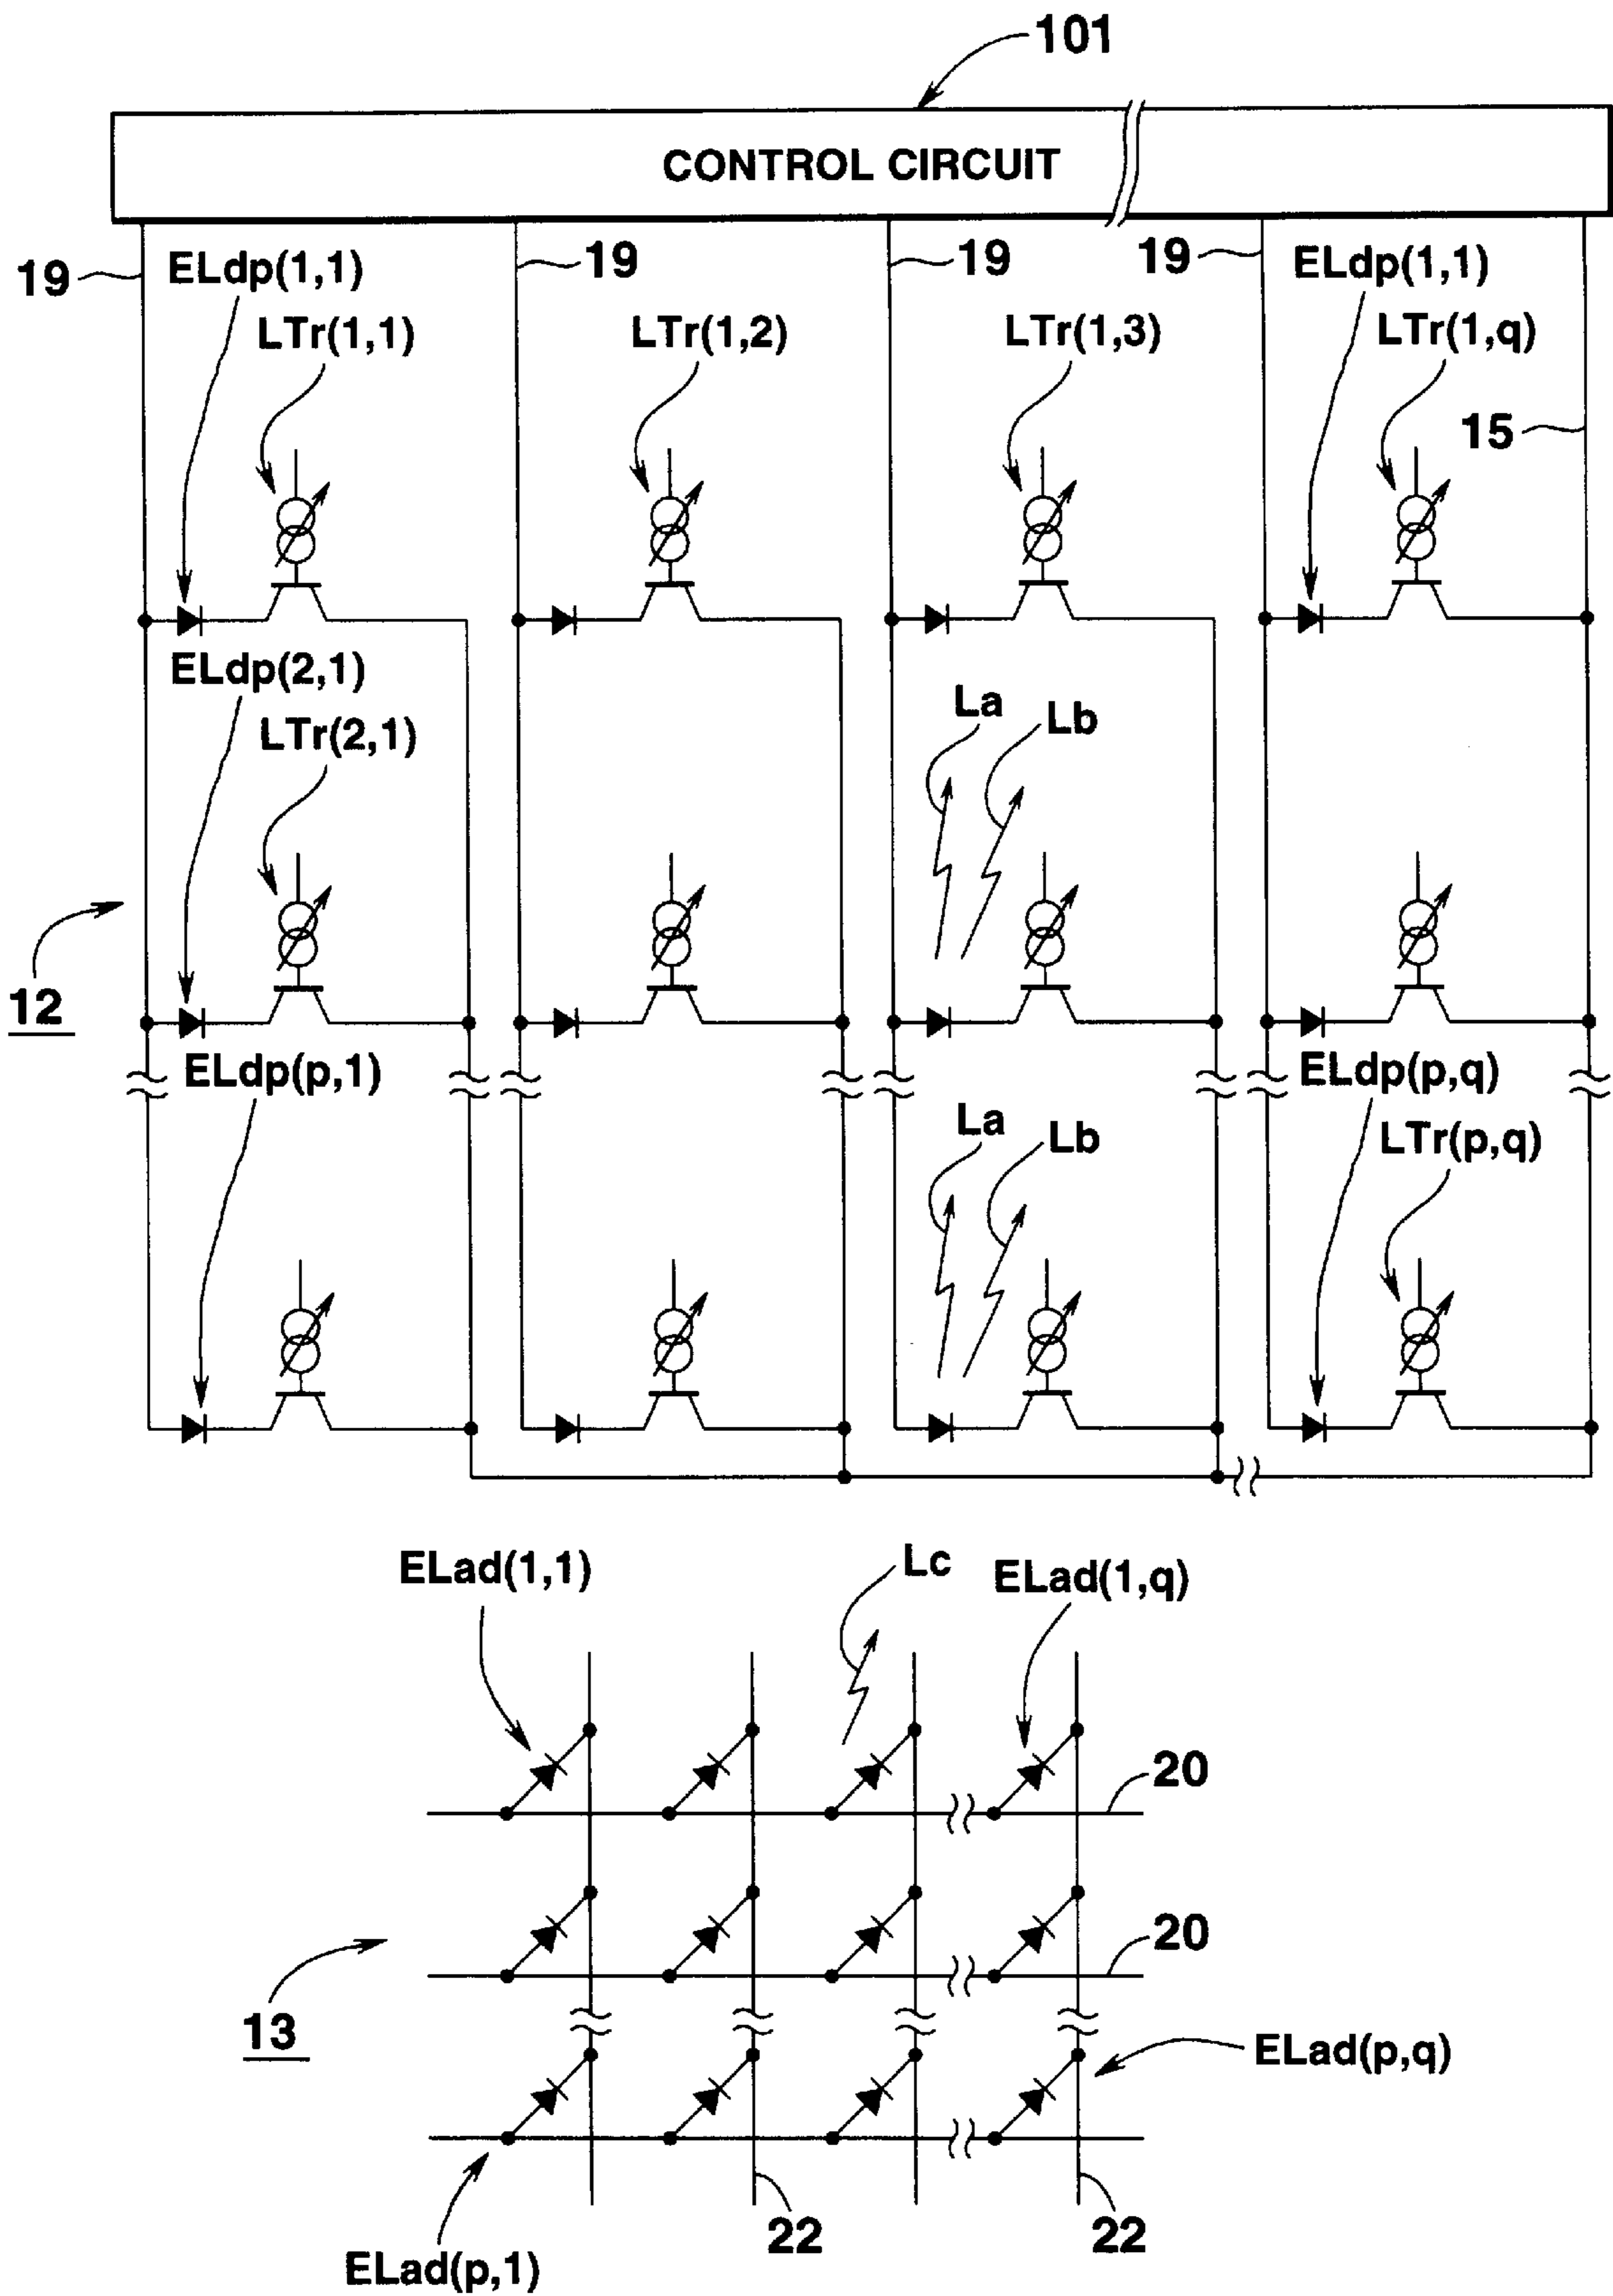 101
CONTROL CIRCUIT
19
ELdp(1,1)
19
19
19
ELdp(1,1)
LTr(1,1)
LTr(1,2)
LTr(1,3)
LTr(1,q)
15
ELdp(2,1)
LTr(2,1)
La
Lb
12
ELdp(p,1)
ELdp(p,q)
La
Lb
LTr(p,q)
ELad(1,1)
Lc
ELad(1,q)
20
20
13
ELad(p,q)
22
22
ELad(p,1)